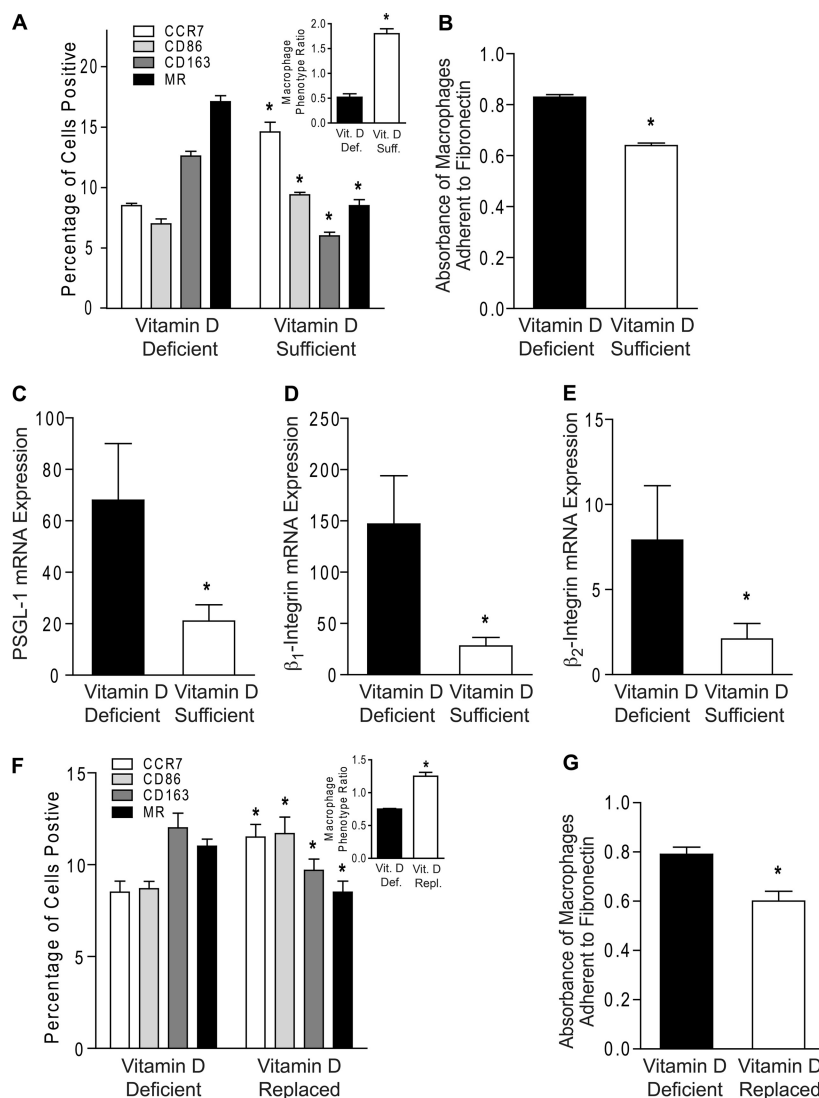 A
CCR7
CD86
CD163
MR
Percentage of Cells Positive
20
15
10
5
0
*
*
*
*
Vitamin D
Deficient
Vitamin D
Sufficient
Macrophage
Phenotype Ratio
2.0
1.5
1.0
0.5
0.0
*
Vit. D
Def.
Vit. D
Suff.
B
Absorbance of Macrophages
Adherent to Fibronectin
1.0
0.8
0.6
0.4
0.2
0.0
*
Vitamin D
Deficient
Vitamin D
Sufficient
C
PSGL-1 mRNA Expression
100
80
60
40
20
0
*
Vitamin D
Deficient
Vitamin D
Sufficient
D
β1-Integrin mRNA Expression
250
200
150
100
50
0
*
Vitamin D
Deficient
Vitamin D
Sufficient
E
β2-Integrin mRNA Expression
15
10
5
0
*
Vitamin D
Deficient
Vitamin D
Sufficient
F
CCR7
CD86
CD163
MR
Percentage of Cells Postive
15
10
5
0
*
*
*
*
Vitamin D
Deficient
Vitamin D
Replaced
Macrophage
Phenotype Ratio
1.5
1.0
0.5
0.0
*
Vit. D
Def.
Vit. D
Repl.
G
Absorbance of Macrophages
Adherent to Fibronectin
1.0
0.8
0.6
0.4
0.2
0.0
*
Vitamin D
Deficient
Vitamin D
Replaced